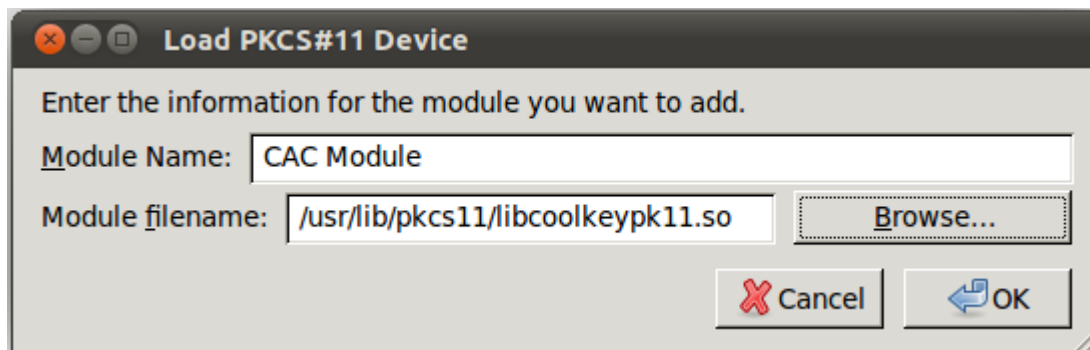 Load PKCS#11 Device
Enter the information for the module you want to add.
Module Name: CAC Module
Module filename: /usr/lib/pkcs11/libcoolkeypk11.so Browse...
Cancel OK